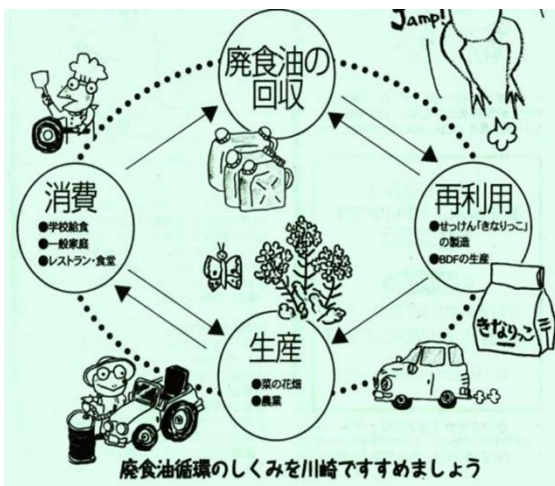 Jamp!
廃食油の
回収
消費
●学校給食
●一般家庭
●レストラン・食堂
再利用
●せっけん「きなりっこ」
の製造
●BDFの生産
きなりっこ
生産
●菜の花畑
●農業
廃食油循環のしくみを川崎ですすめましょう